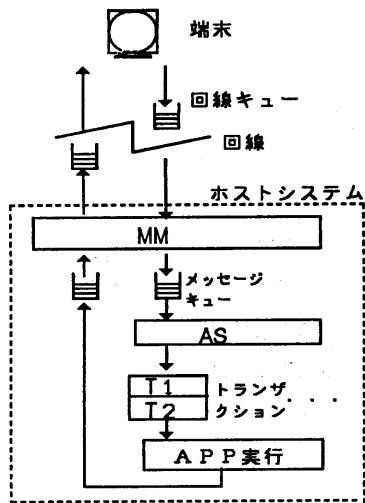 端末
回線キュー
回線
ホストシステム
MM
メッセージ
キュー
AS
T1
T2
トランザ
クション・・・
APP実行